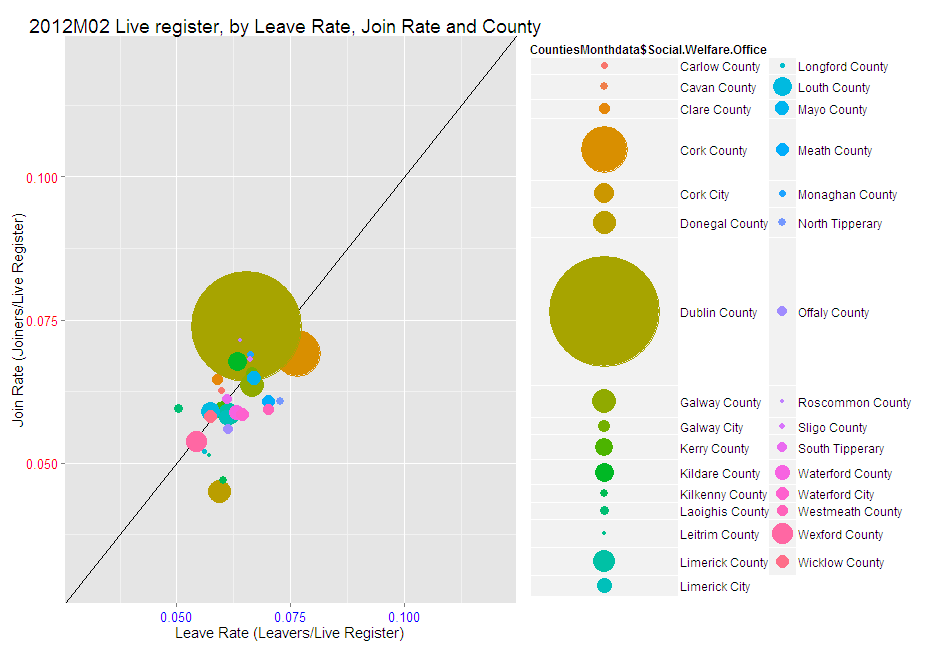 2012M02 Live register, by Leave Rate, Join Rate and County
Join Rate (Joiners/Live Register)
0.100
0.075
0.050
0.050 0.075 0.100
Leave Rate (Leavers/Live Register)
CountiesMonthdata$Social.Welfare.Office
Carlow County
Cavan County
Clare County
Cork County
Cork City
Donegal County
Dublin County
Galway County
Galway City
Kerry County
Kildare County
Kilkenny County
Laoighis County
Leitrim County
Limerick County
Limerick City
Longford County
Louth County
Mayo County
Meath County
Monaghan County
North Tipperary
Offaly County
Roscommon County
Sligo County
South Tipperary
Waterford County
Waterford City
Westmeath County
Wexford County
Wicklow County